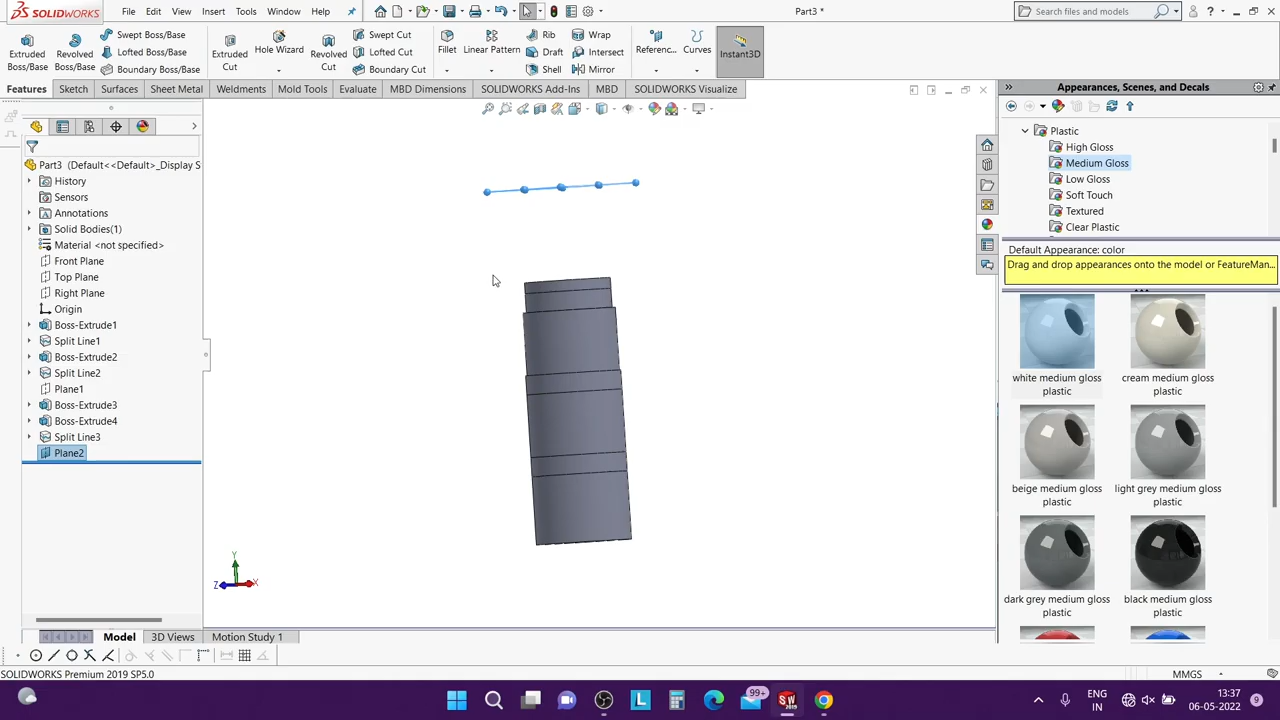 SOLIDWORKS
File Edit View Insert Tools Window Help
Part3 *
Search files and models
Extruded Boss/Base
Revolved Boss/Base
Swept Boss/Base
Lofted Boss/Base
Boundary Boss/Base
Extruded Cut
Hole Wizard
Revolved Cut
Swept Cut
Lofted Cut
Boundary Cut
Fillet
Linear Pattern
Rib
Draft
Shell
Wrap
Intersect
Mirror
Referenc...
Curves
Instant3D
Features Sketch Surfaces Sheet Metal Weldments Mold Tools Evaluate MBD Dimensions SOLIDWORKS Add-Ins MBD SOLIDWORKS Visualize
Part3 (Default<<Default>_Display S
History
Sensors
Annotations
Solid Bodies(1)
Material <not specified>
Front Plane
Top Plane
Right Plane
Origin
Boss-Extrude1
Split Line1
Boss-Extrude2
Split Line2
Plane1
Boss-Extrude3
Boss-Extrude4
Split Line3
Plane2
Y
Z
X
Appearances, Scenes, and Decals
Plastic
High Gloss
Medium Gloss
Low Gloss
Soft Touch
Textured
Clear Plastic
Default Appearance: color
Drag and drop appearances onto the model or FeatureMan...
white medium gloss plastic
cream medium gloss plastic
beige medium gloss plastic
light grey medium gloss plastic
dark grey medium gloss plastic
black medium gloss plastic
Model 3D Views Motion Study 1
SOLIDWORKS Premium 2019 SP5.0
MMGS
99+
SW
2019
L
ENG
IN
13:37
06-05-2022